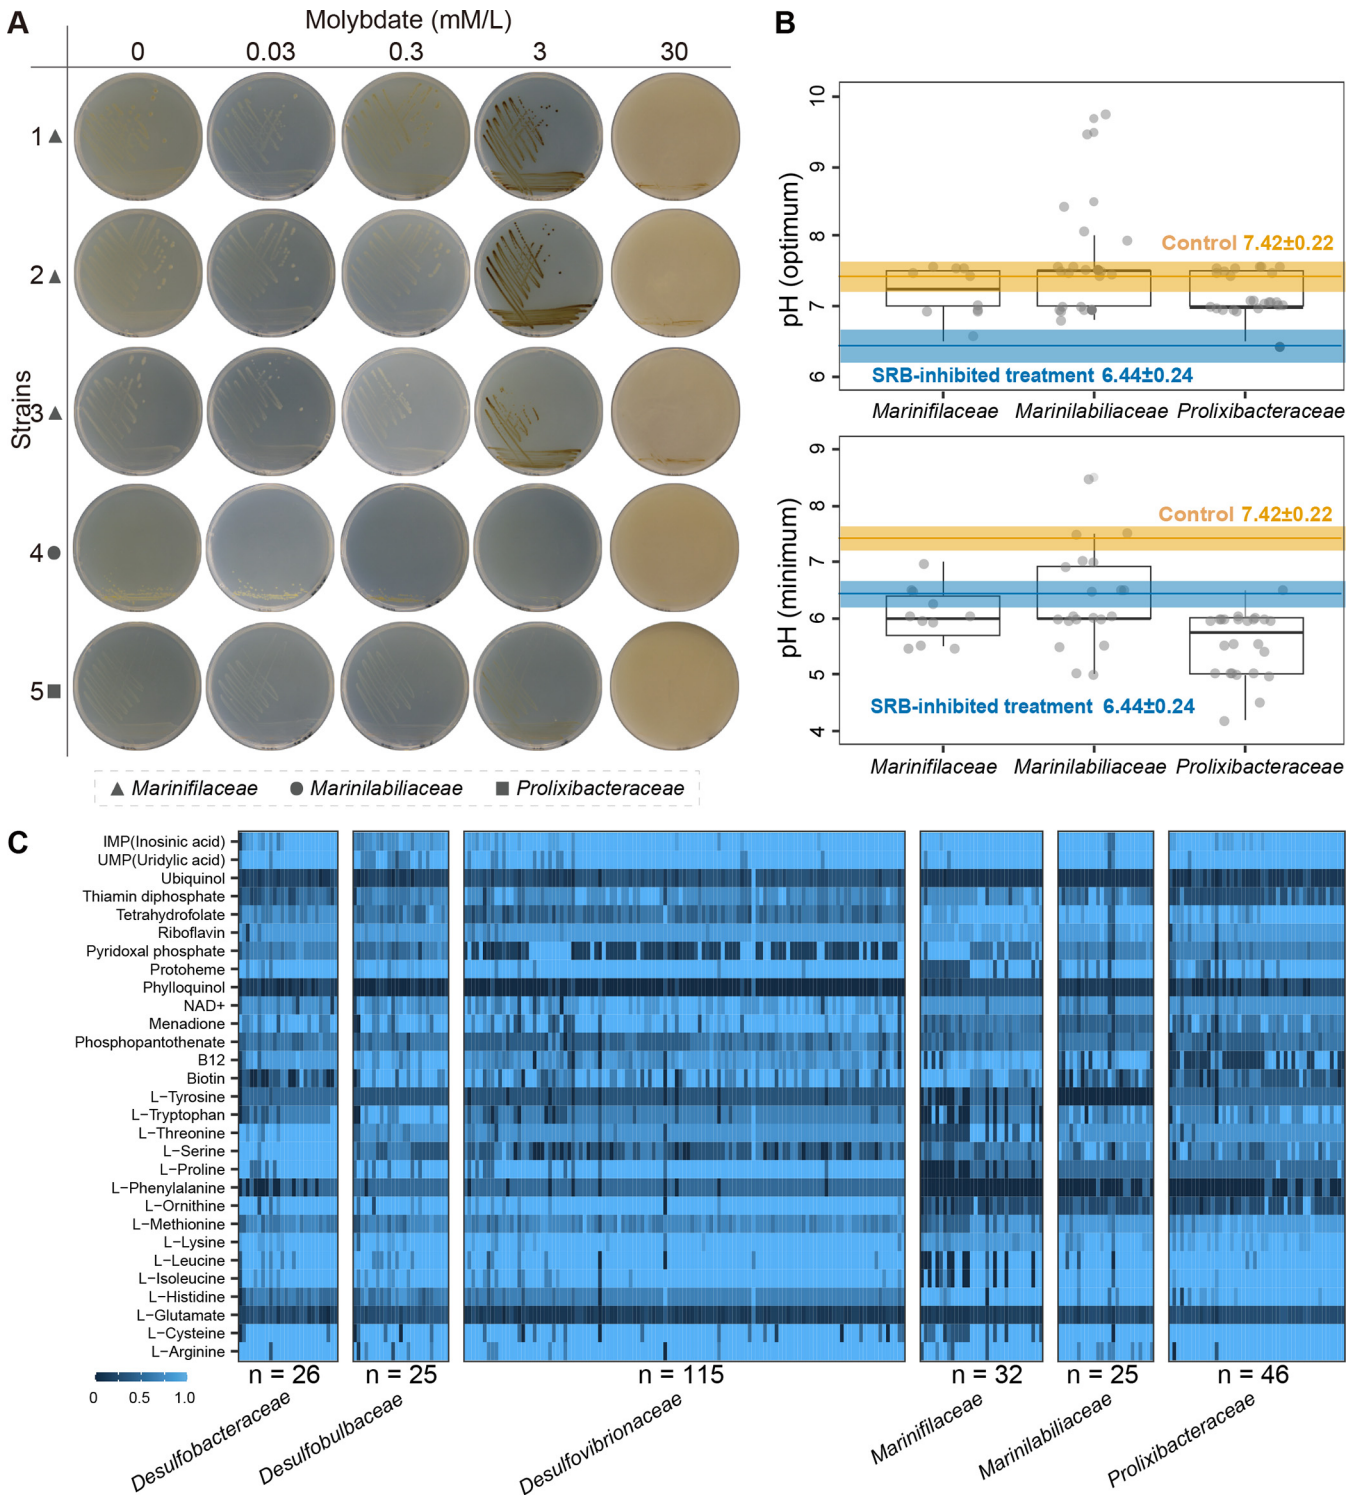 A
Molybdate (mM/L)
0 0.03 0.3 3 30
Strains
1
2
3
4
5
Marinifilaceae Marinilabiliaceae Prolixibacteraceae
B
pH (optimum)
10
9
8
7
6
Control 7.42±0.22
SRB-inhibited treatment 6.44±0.24
Marinifilaceae Marinilabiliaceae Prolixibacteraceae
pH (minimum)
9
8
7
6
5
4
Control 7.42±0.22
SRB-inhibited treatment 6.44±0.24
Marinifilaceae Marinilabiliaceae Prolixibacteraceae
C
IMP(Inosinic acid)
UMP(Uridylic acid)
Ubiquinol
Thiamin diphosphate
Tetrahydrofolate
Riboflavin
Pyridoxal phosphate
Protoheme
Phylloquinol
NAD+
Menadione
Phosphopantothenate
B12
Biotin
L−Tyrosine
L−Tryptophan
L−Threonine
L−Serine
L−Proline
L−Phenylalanine
L−Ornithine
L−Methionine
L−Lysine
L−Leucine
L−Isoleucine
L−Histidine
L−Glutamate
L−Cysteine
L−Arginine
0 0.5 1.0
n = 26 n = 25 n = 115 n = 32 n = 25 n = 46
Desulfobacteraceae Desulfobulbaceae Desulfovibrionaceae Marinifilaceae Marinilabiliaceae Prolixibacteraceae